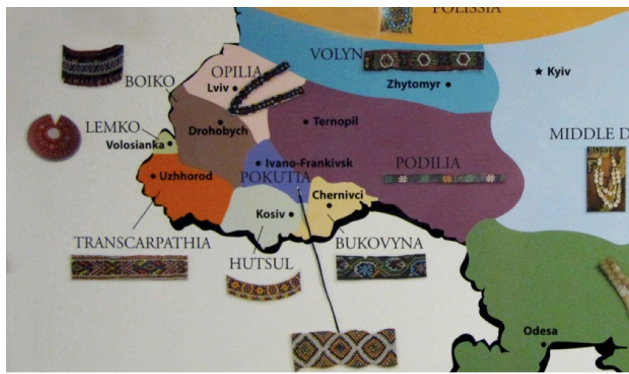 POLISSIA
VOLYN
OPILIA
Kyiv
BOIKO
Lviv
Zhytomyr
LEMKO
Drohobych
Ternopil
MIDDLE D
Volosianka
Ivano-Frankivsk
PODILIA
Uzhhorod
POKUTIA
Chernivci
Kosiv
TRANSCARPATHIA
BUKOVYNA
HUTSUL
Odesa